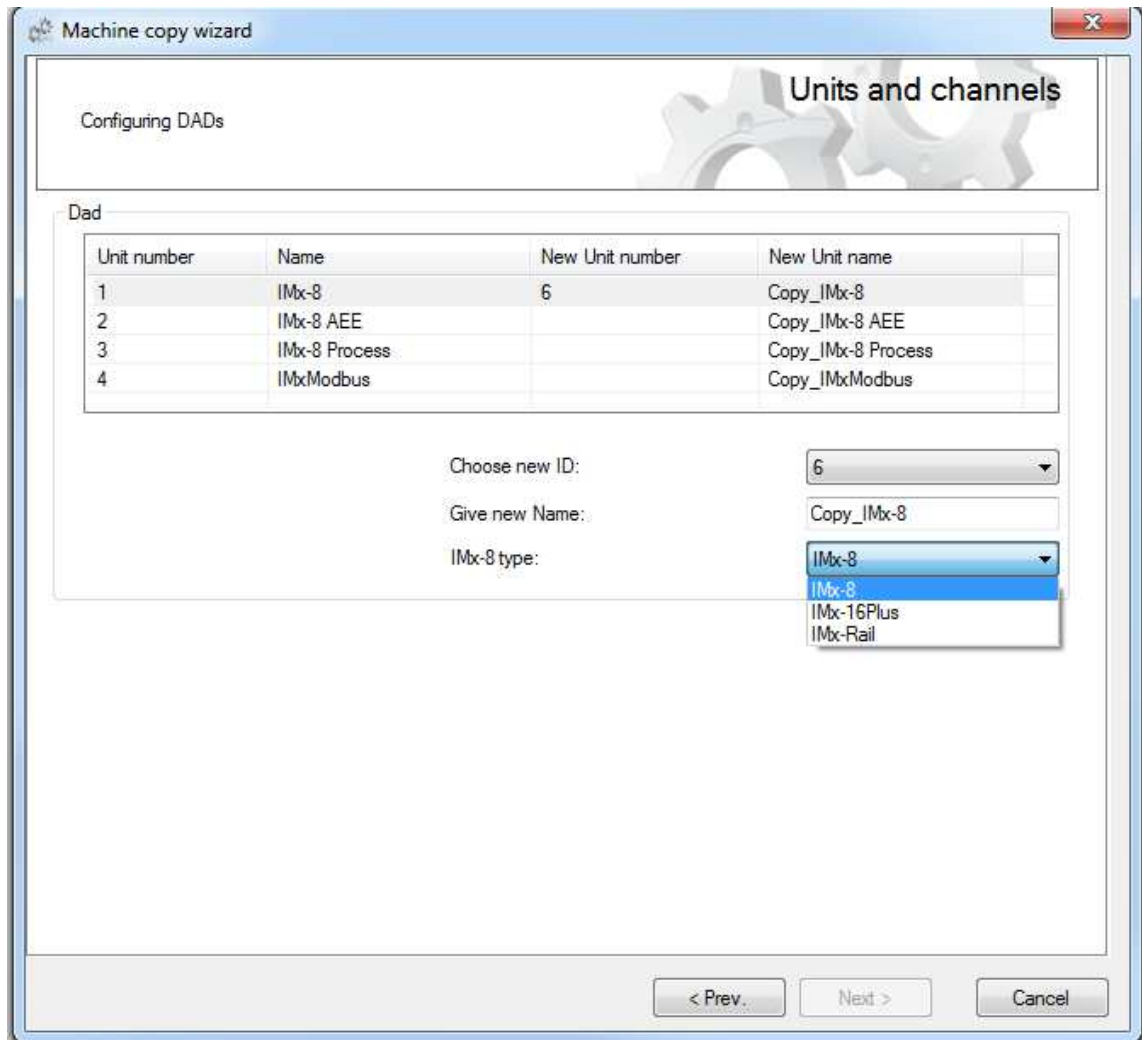 Machine copy wizard
Units and channels
Configuring DADs
Dad
Unit number Name New Unit number New Unit name
1 IMx-8 6 Copy_IMx-8
2 IMx-8 AEE Copy_IMx-8 AEE
3 IMx-8 Process Copy_IMx-8 Process
4 IMxModbus Copy_IMxModbus
Choose new ID: 6
Give new Name: Copy_IMx-8
IMx-8 type: IMx-8
IMx-8
IMx-16Plus
IMx-Rail
< Prev. Next > Cancel